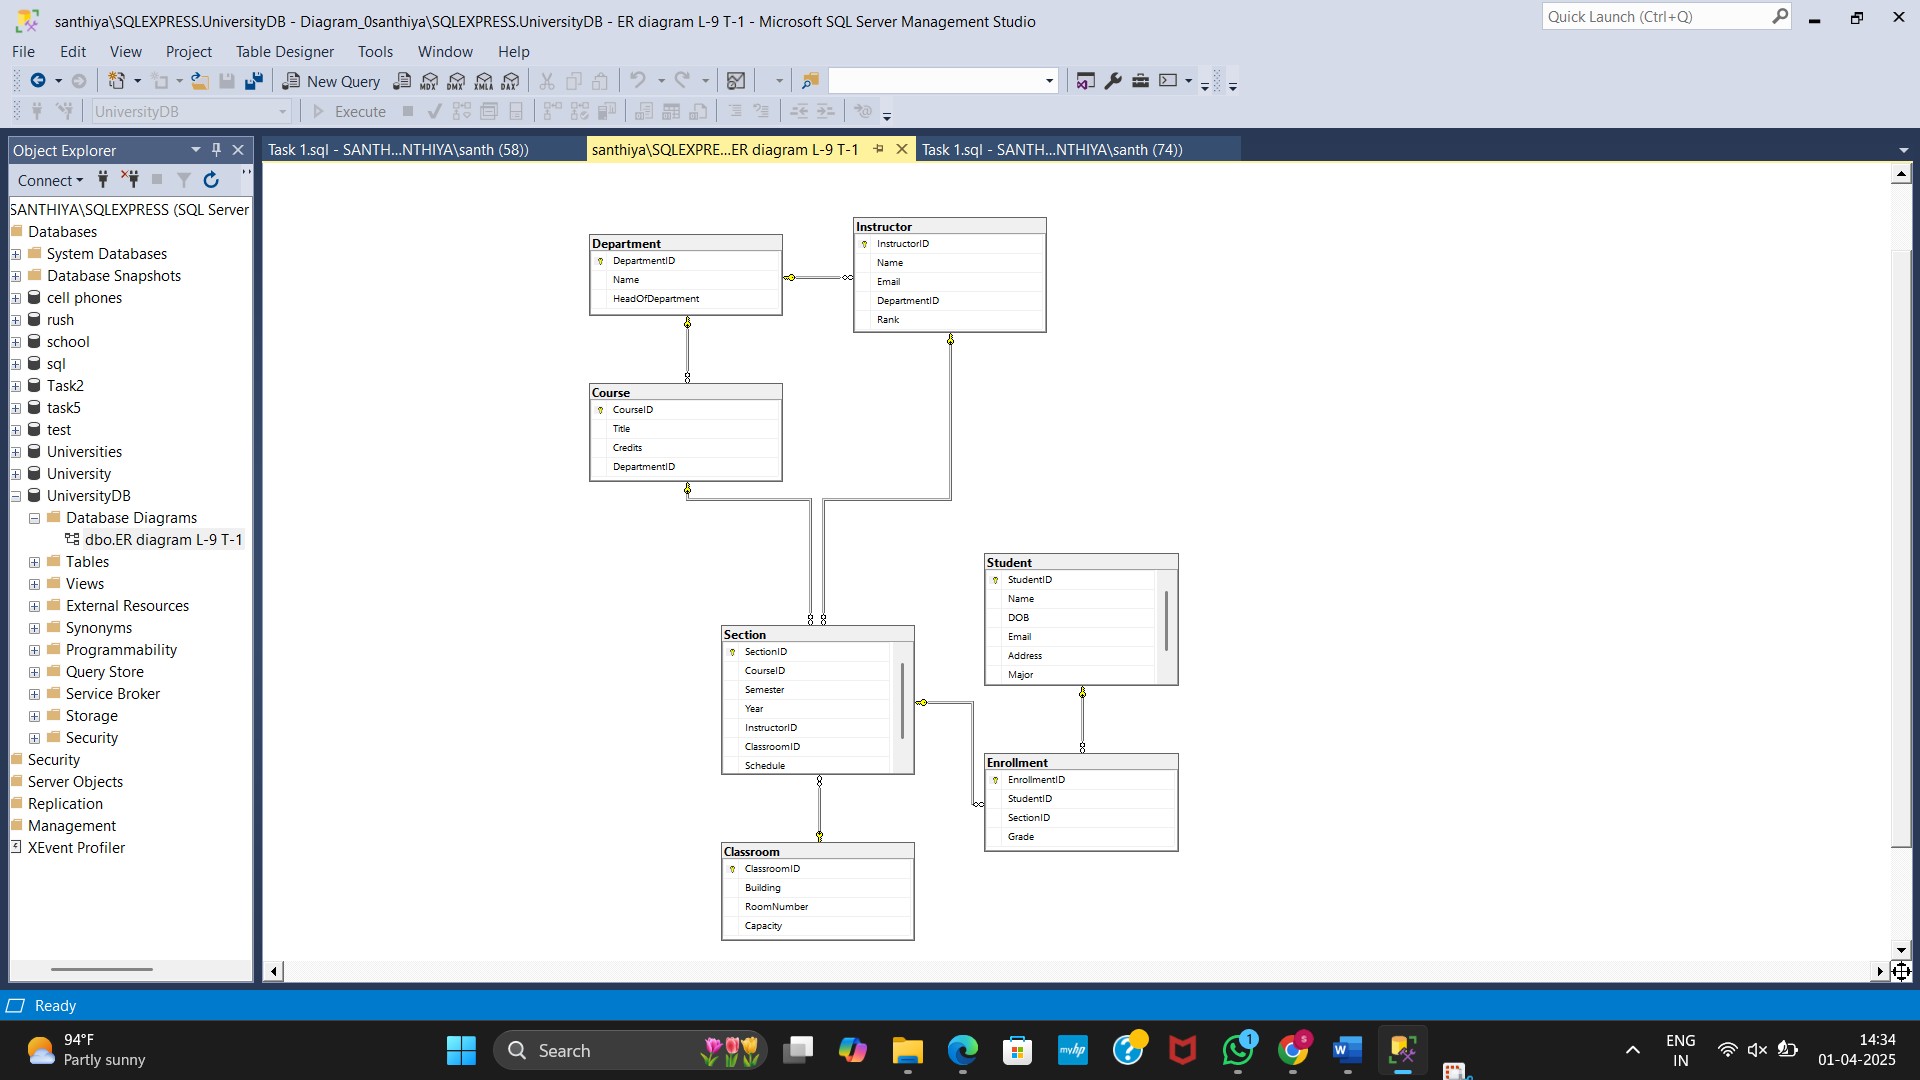 santhiya\SQLEXPRESS.UniversityDB - Diagram_0santhiya\SQLEXPRESS.UniversityDB - ER diagram L-9 T-1 - Microsoft SQL Server Management Studio
Quick Launch (Ctrl+Q)
File Edit View Project Table Designer Tools Window Help
New Query MDX DMX XMLA DAX
UniversityDB Execute
Object Explorer
Task 1.sql - SANTH...NTHIYA\santh (58))
santhiya\SQLEXPRE...ER diagram L-9 T-1
Task 1.sql - SANTH...NTHIYA\santh (74))
Connect
SANTHIYA\SQLEXPRESS (SQL Server
Databases
System Databases
Database Snapshots
cell phones
rush
school
sql
Task2
task5
test
Universities
University
UniversityDB
Database Diagrams
dbo.ER diagram L-9 T-1
Tables
Views
External Resources
Synonyms
Programmability
Query Store
Service Broker
Storage
Security
Security
Server Objects
Replication
Management
XEvent Profiler
Department
DepartmentID
Name
HeadOfDepartment
Instructor
InstructorID
Name
Email
DepartmentID
Rank
Course
CourseID
Title
Credits
DepartmentID
Student
StudentID
Name
DOB
Email
Address
Major
Section
SectionID
CourseID
Semester
Year
InstructorID
ClassroomID
Schedule
Enrollment
EnrollmentID
StudentID
SectionID
Grade
Classroom
ClassroomID
Building
RoomNumber
Capacity
Ready
94°F
Partly sunny
Search
myhp
1
S
W
ENG
IN
14:34
01-04-2025